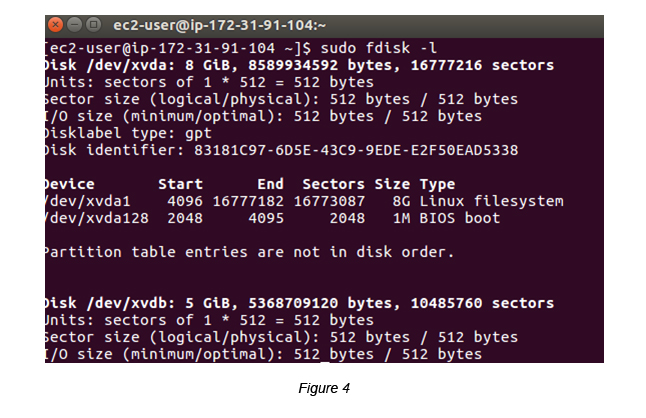 ec2-user@ip-172-31-91-104:~
[ec2-user@ip-172-31-91-104 ~]$ sudo fdisk -l
Disk /dev/xvda: 8 GiB, 8589934592 bytes, 16777216 sectors
Units: sectors of 1 * 512 = 512 bytes
Sector size (logical/physical): 512 bytes / 512 bytes
I/O size (minimum/optimal): 512 bytes / 512 bytes
Disklabel type: gpt
Disk identifier: 83181C97-6D5E-43C9-9EDE-E2F50EAD5338
Device Start End Sectors Size Type
/dev/xvda1 4096 16777182 16773087 8G Linux filesystem
/dev/xvda128 2048 4095 2048 1M BIOS boot
Partition table entries are not in disk order.
Disk /dev/xvdb: 5 GiB, 5368709120 bytes, 10485760 sectors
Units: sectors of 1 * 512 = 512 bytes
Sector size (logical/physical): 512 bytes / 512 bytes
I/O size (minimum/optimal): 512 bytes / 512 bytes
Figure 4